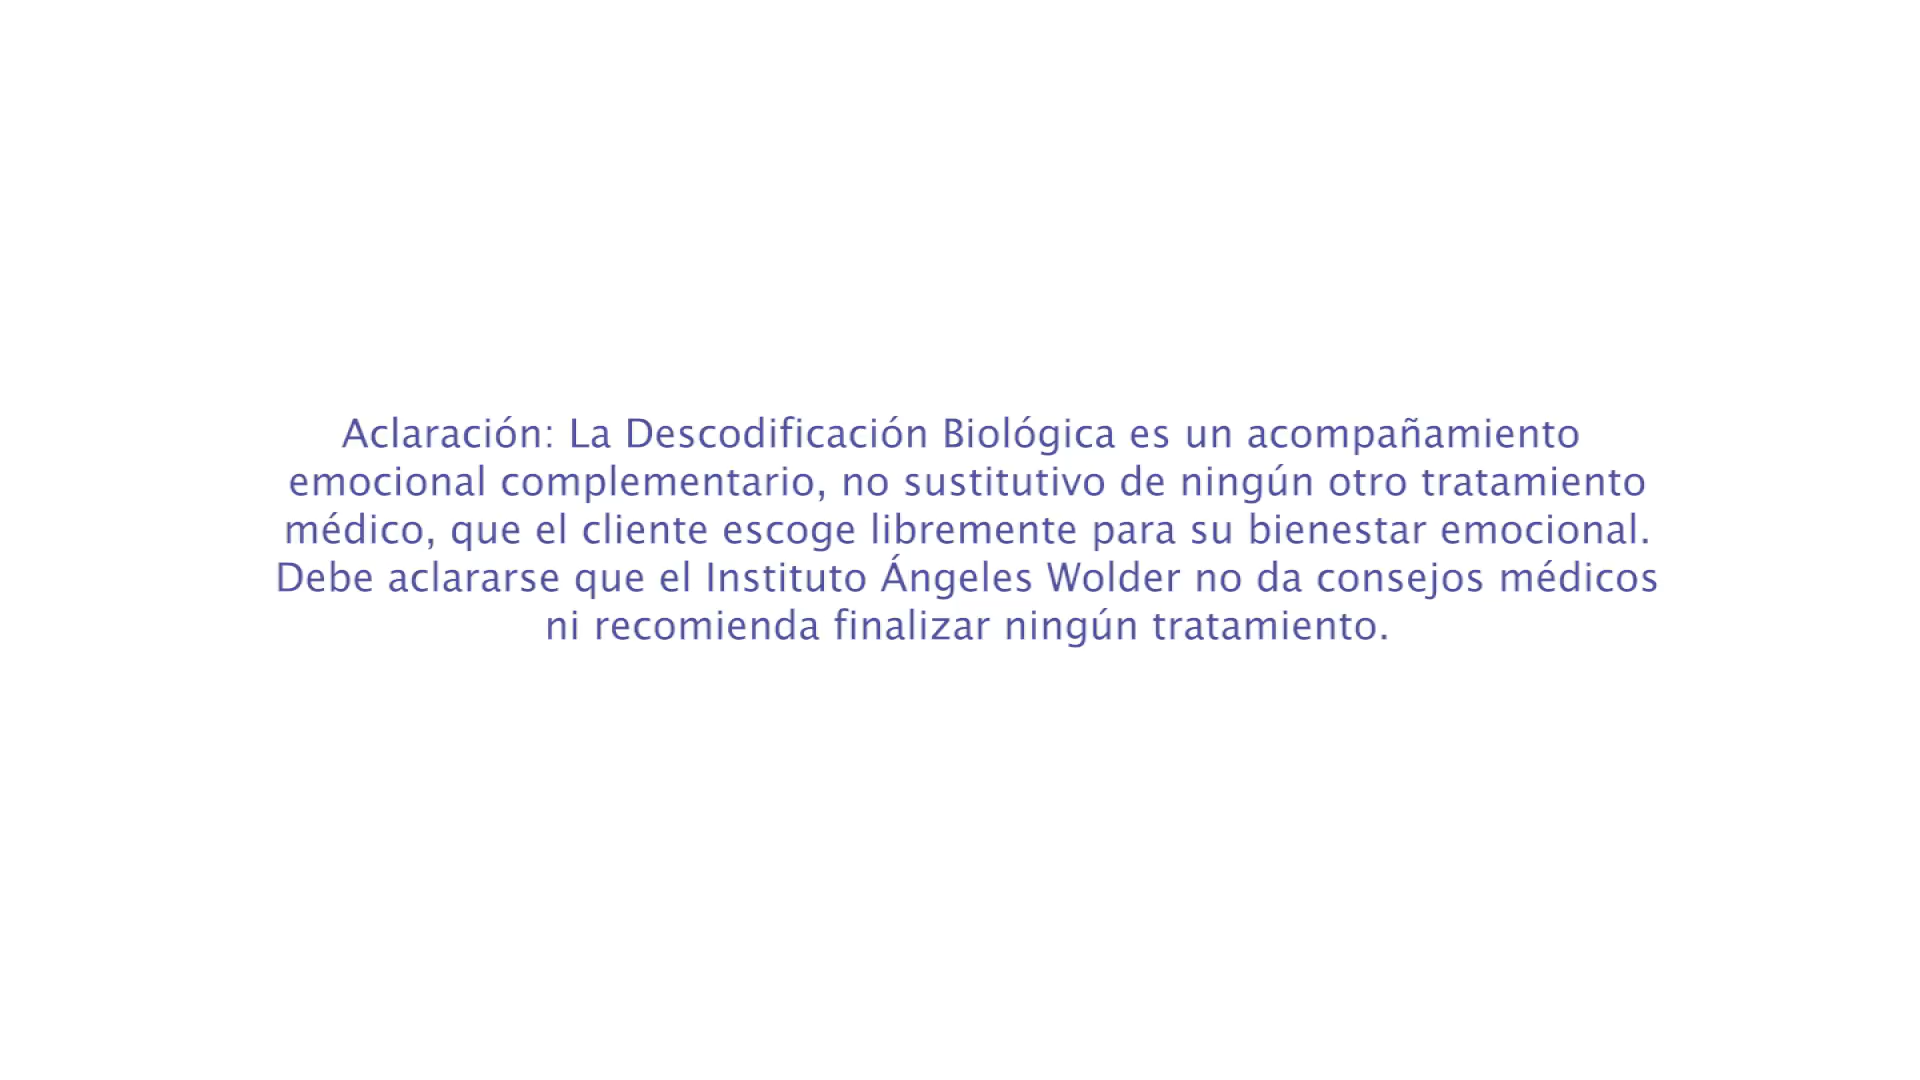 Aclaración: La Descodificación Biológica es un acompañamiento
emocional complementario, no sustitutivo de ningún otro tratamiento
médico, que el cliente escoge libremente para su bienestar emocional.
Debe aclararse que el Instituto Ángeles Wolder no da consejos médicos
ni recomienda finalizar ningún tratamiento.